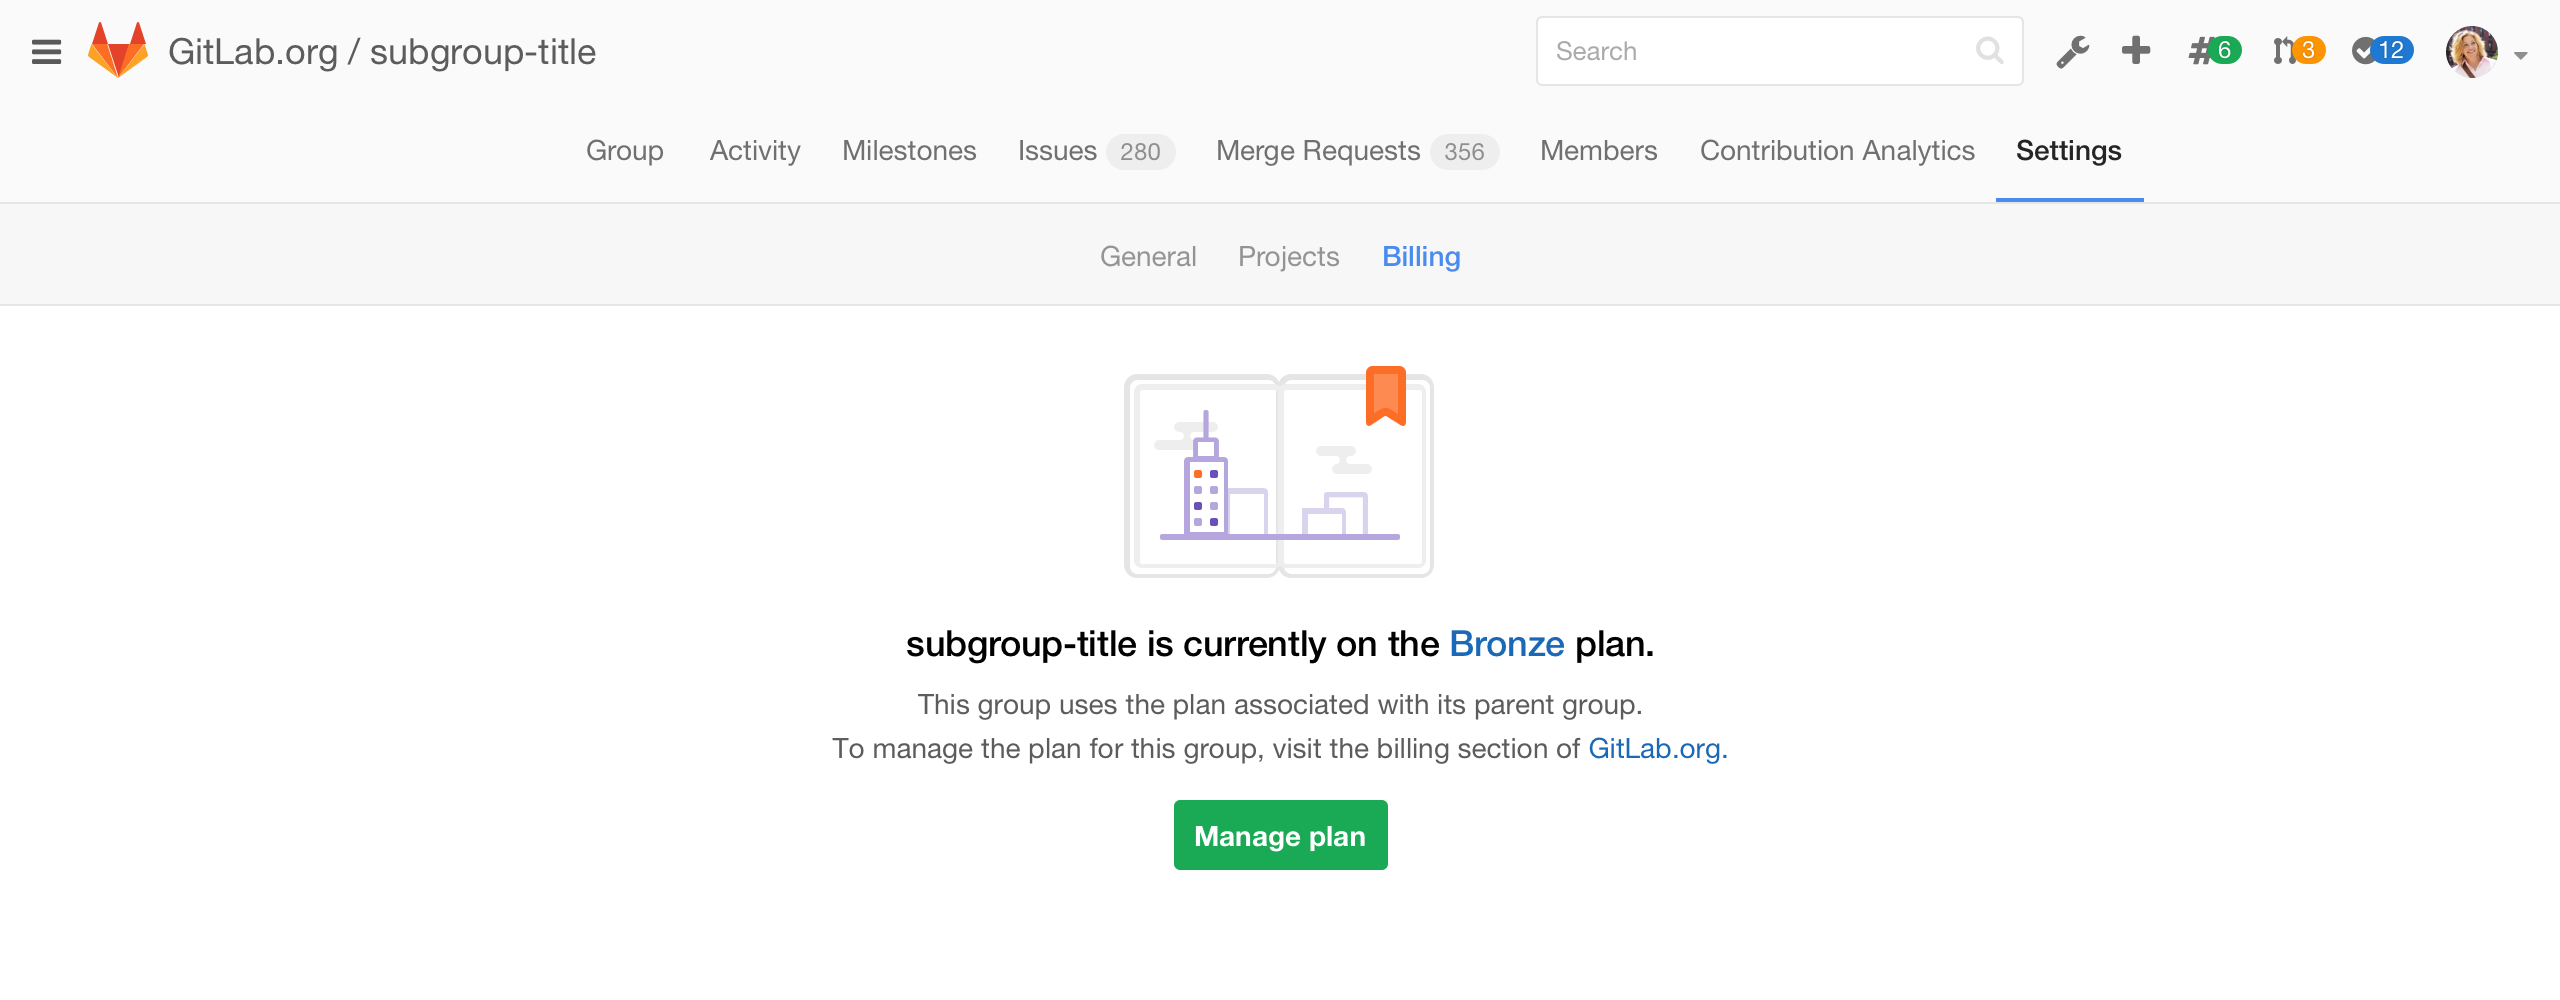 GitLab.org / subgroup-title
Search
6
3
12
Group Activity Milestones Issues 280 Merge Requests 356 Members Contribution Analytics Settings
General Projects Billing
subgroup-title is currently on the Bronze plan.
This group uses the plan associated with its parent group.
To manage the plan for this group, visit the billing section of GitLab.org.
Manage plan